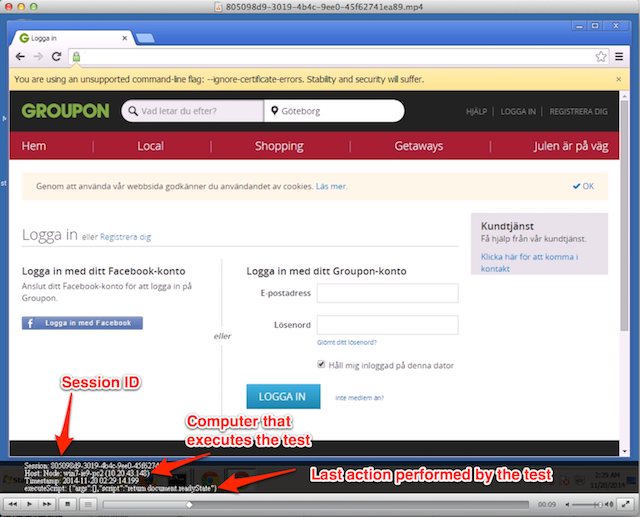 805098d9-3019-4b4c-9ee0-45f62741ea89.mp4
Logga in
You are using an unsupported command-line flag: --ignore-certificate-errors. Stability and security will suffer.
GROUPON
Vad letar du efter?
Göteborg
HJÄLP
LOGGA IN
REGISTRERA DIG
Hem
Local
Shopping
Getaways
Julen är på väg
Genom att använda vår webbsida godkänner du användandet av cookies. Läs mer.
OK
Logga in eller Registrera dig
Kundtjänst
Få hjälp från vår kundtjänst.
Klicka här för att komma i
kontakt
Logga in med ditt Facebook-konto
Anslut ditt Facebook-konto för att logga in på
Groupon.
Logga in med Facebook
eller
Logga in med ditt Groupon-konto
E-postadress
Lösenord
Glömt ditt lösenord?
Håll mig inloggad på denna dator
LOGGA IN
Inte medlem än?
Session ID
Computer that
executes the test
Last action performed by the test
Session: 805098d9-3019-4b4c-9ee0-45f6274
Host: Node: win7-ie9-pc2 (10.20.43.148)
Timestamp: 2014-11-20 02:29:14.199
executeScript: {"args":[],"script":"return document.readyState"}
2:29 AM
11/20/2014
00:09